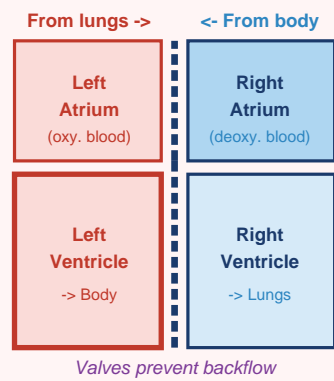 From lungs ->
<- From body
Left
Atrium
(oxy. blood)
Right
Atrium
(deoxy. blood)
Left
Ventricle
-> Body
Right
Ventricle
-> Lungs
Valves prevent backflow